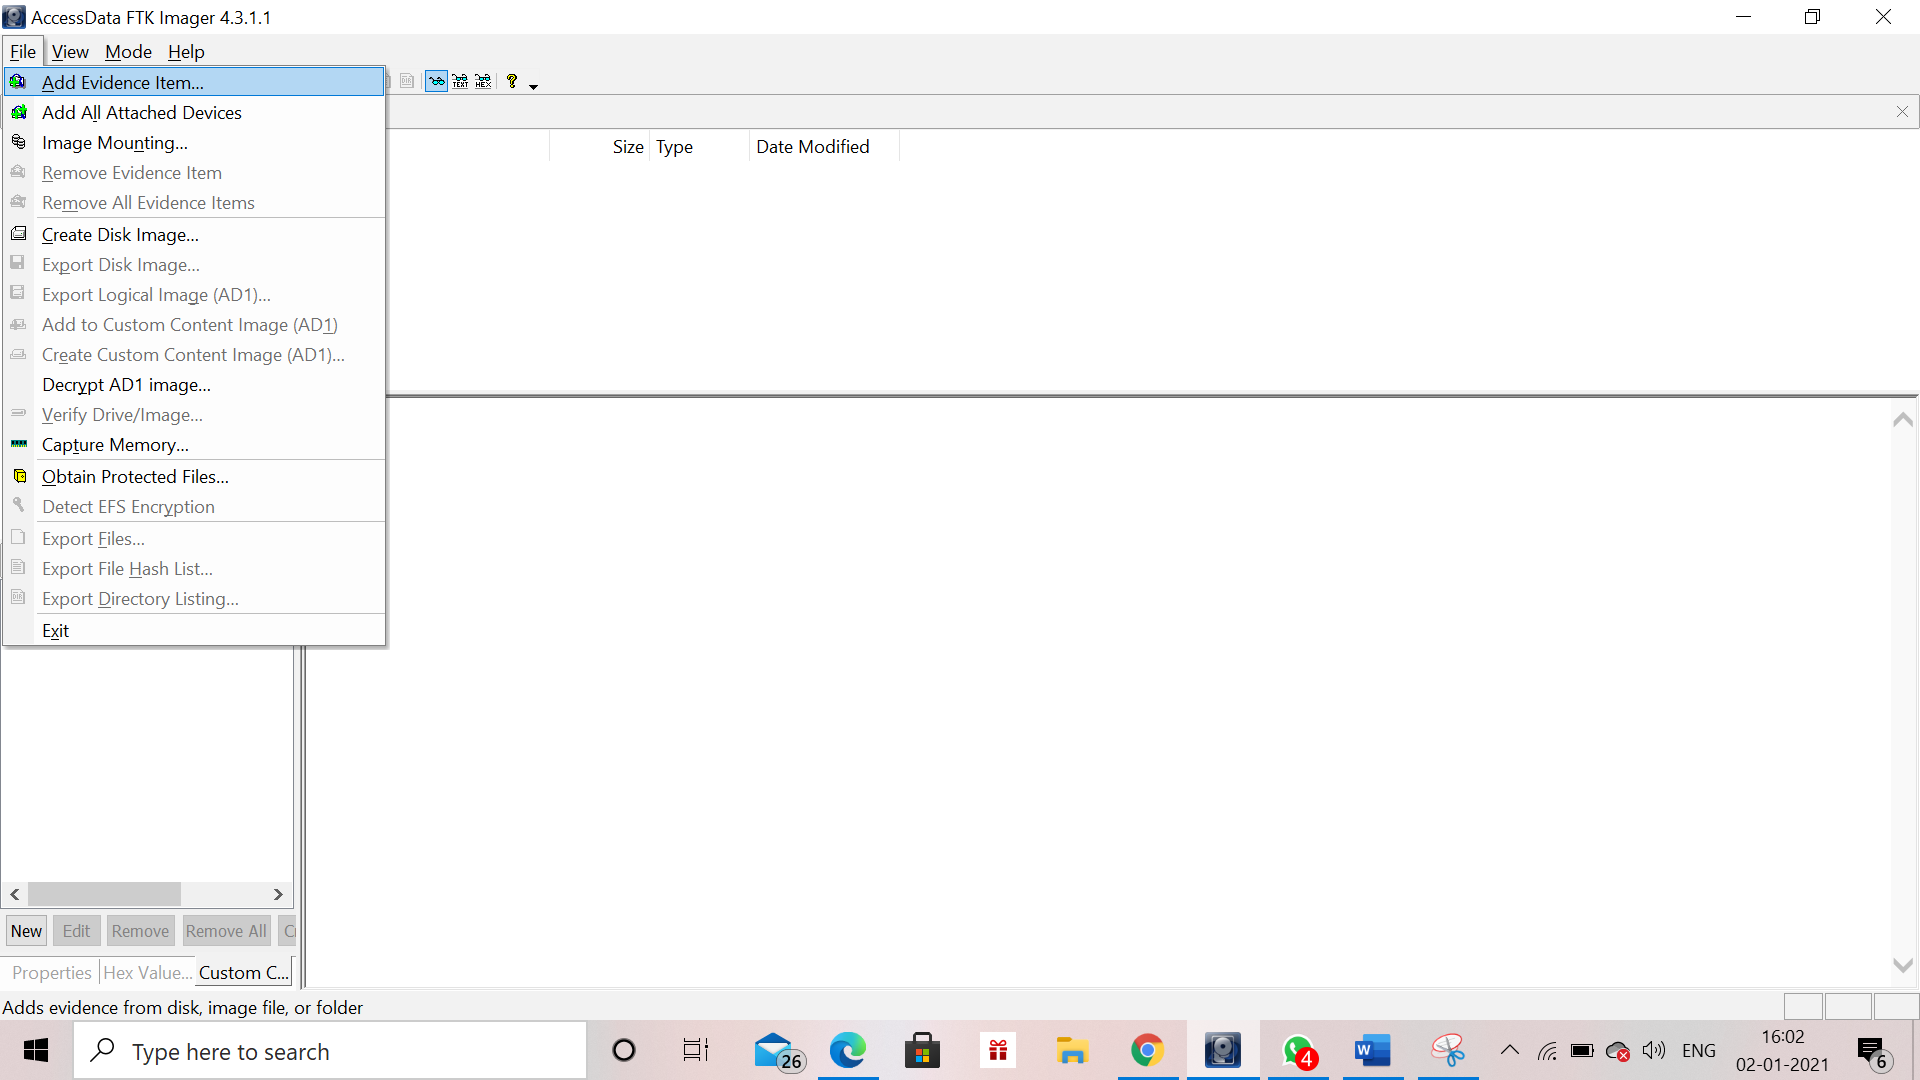 AccessData FTK Imager 4.3.1.1
File View Mode Help
Add Evidence Item...
Add All Attached Devices
Image Mounting...
Remove Evidence Item
Remove All Evidence Items
Create Disk Image...
Export Disk Image...
Export Logical Image (AD1)...
Add to Custom Content Image (AD1)
Create Custom Content Image (AD1)...
Decrypt AD1 image...
Verify Drive/Image...
Capture Memory...
Obtain Protected Files...
Detect EFS Encryption
Export Files...
Export File Hash List...
Export Directory Listing...
Exit
TEXT HEX ?
Size Type Date Modified
New Edit Remove Remove All
Properties Hex Value... Custom C...
Adds evidence from disk, image file, or folder
Type here to search
26
W
4
ENG
16:02
02-01-2021
6